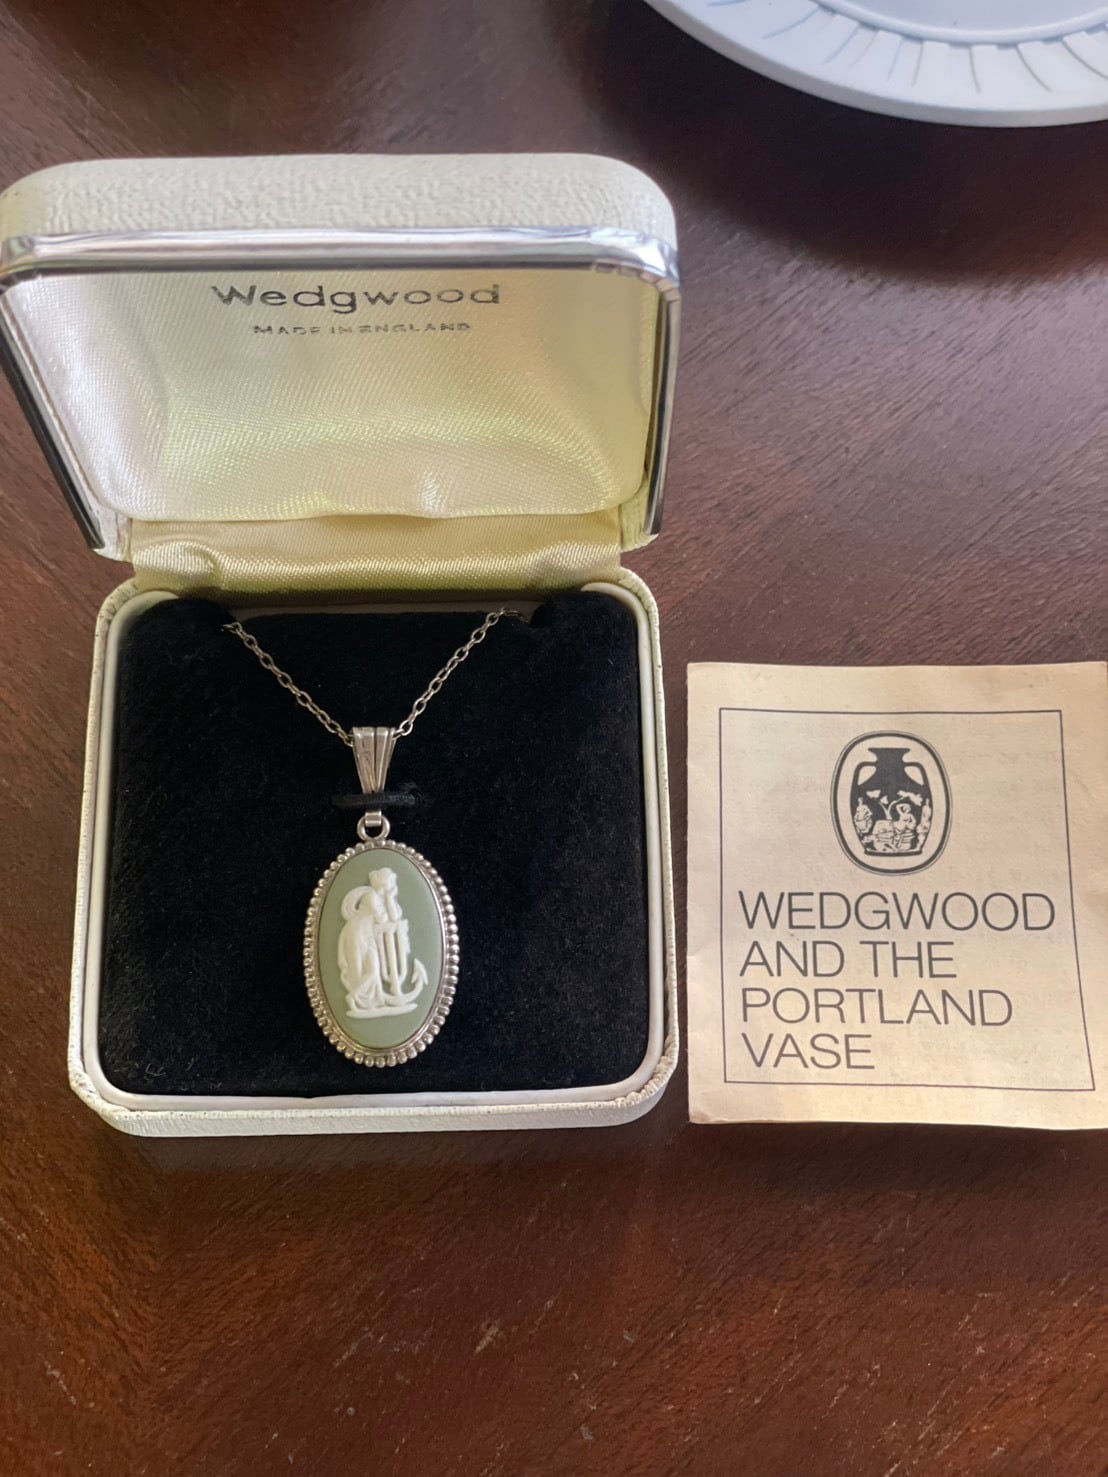 Wedgwood
MADE IN ENGLAND
WEDGWOOD
AND THE
PORTLAND
VASE